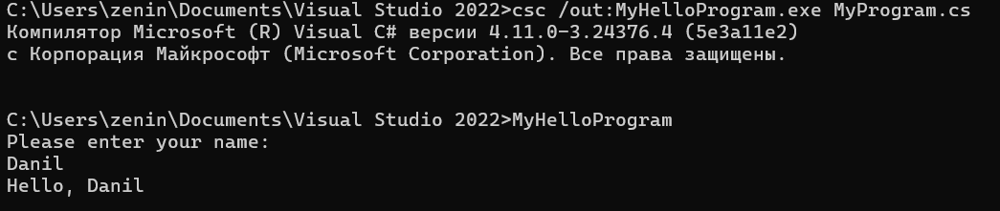 C:\Users\zenin\Documents\Visual Studio 2022>csc /out:MyHelloProgram.exe MyProgram.cs
Компилятор Microsoft (R) Visual C# версии 4.11.0-3.24376.4 (5e3a11e2)
с Корпорация Майкрософт (Microsoft Corporation). Все права защищены.
C:\Users\zenin\Documents\Visual Studio 2022>MyHelloProgram
Please enter your name:
Danil
Hello, Danil